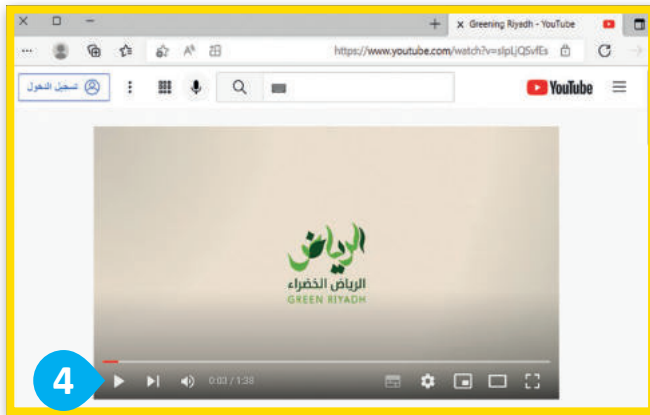 Greening Riyadh - YouTube
https://www.youtube.com/watch?v=slpLjQSvfEs
تسجيل الدخول
YouTube
الرياض
الرياض الخضراء
GREEN RIYADH
4
0:03 / 1:38